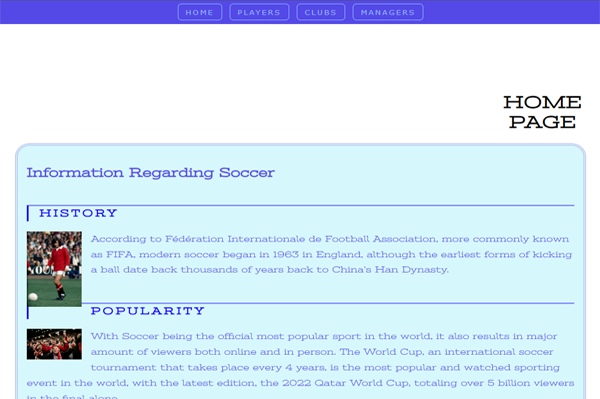 HOME PLAYERS CLUBS MANAGERS
HOME
PAGE
Information Regarding Soccer
HISTORY
According to Fédération Internationale de Football Association, more commonly known
as FIFA, modern soccer began in 1963 in England, although the earliest forms of kicking
a ball date back thousands of years back to China's Han Dynasty.
POPULARITY
With Soccer being the official most popular sport in the world, it also results in major
amount of viewers both online and in person. The World Cup, an international soccer
tournament that takes place every 4 years, is the most popular and watched sporting
event in the world, with the latest edition, the 2022 Qatar World Cup, totaling over 5 billion viewers
in the final alone